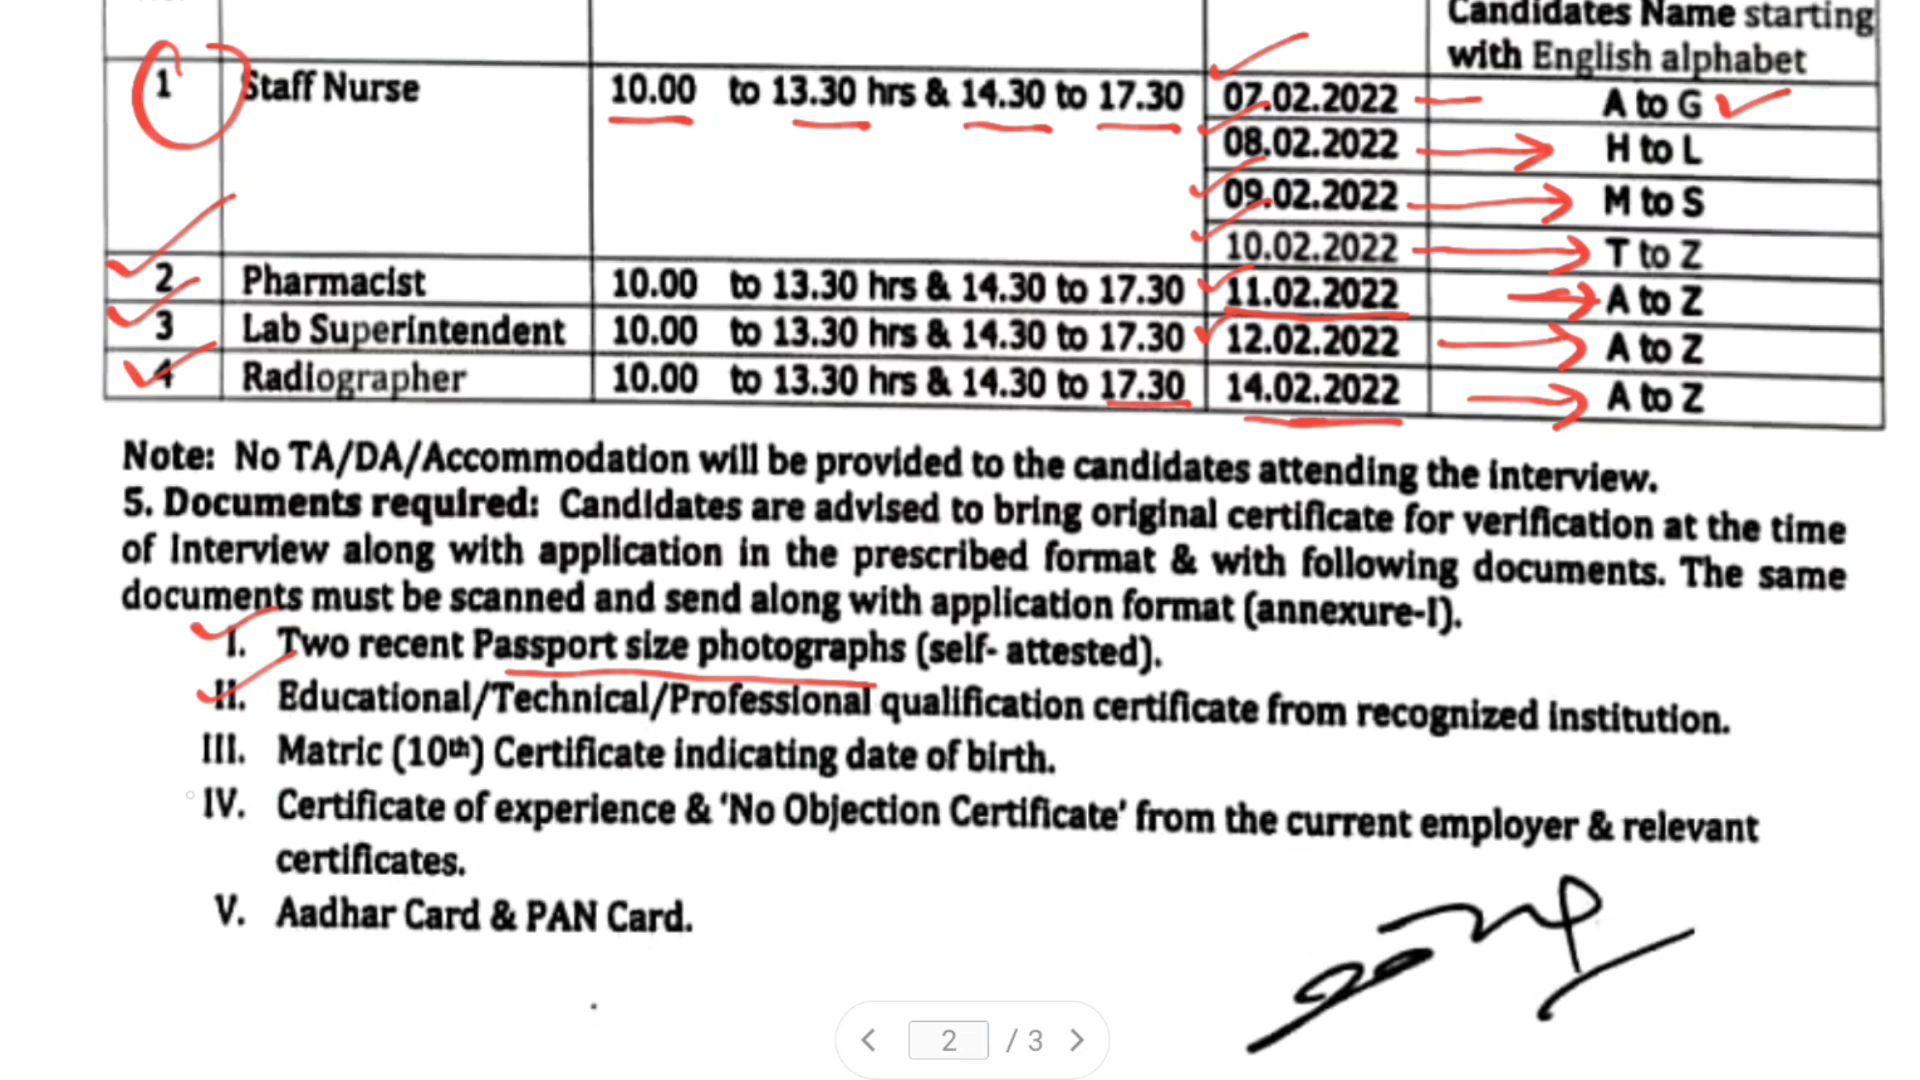 Candidates Name starting
with English alphabet
1 Staff Nurse 10.00 to 13.30 hrs & 14.30 to 17.30 07.02.2022 A to G
08.02.2022 H to L
09.02.2022 M to S
10.02.2022 T to Z
2 Pharmacist 10.00 to 13.30 hrs & 14.30 to 17.30 11.02.2022 A to Z
3 Lab Superintendent 10.00 to 13.30 hrs & 14.30 to 17.30 12.02.2022 A to Z
4 Radiographer 10.00 to 13.30 hrs & 14.30 to 17.30 14.02.2022 A to Z
Note: No TA/DA/Accommodation will be provided to the candidates attending the interview.
5. Documents required: Candidates are advised to bring original certificate for verification at the time
of Interview along with application in the prescribed format & with following documents. The same
documents must be scanned and send along with application format (annexure-I).
I. Two recent Passport size photographs (self- attested).
II. Educational/Technical/Professional qualification certificate from recognized institution.
III. Matric (10th) Certificate indicating date of birth.
IV. Certificate of experience & 'No Objection Certificate' from the current employer & relevant
certificates.
V. Aadhar Card & PAN Card.
2 / 3